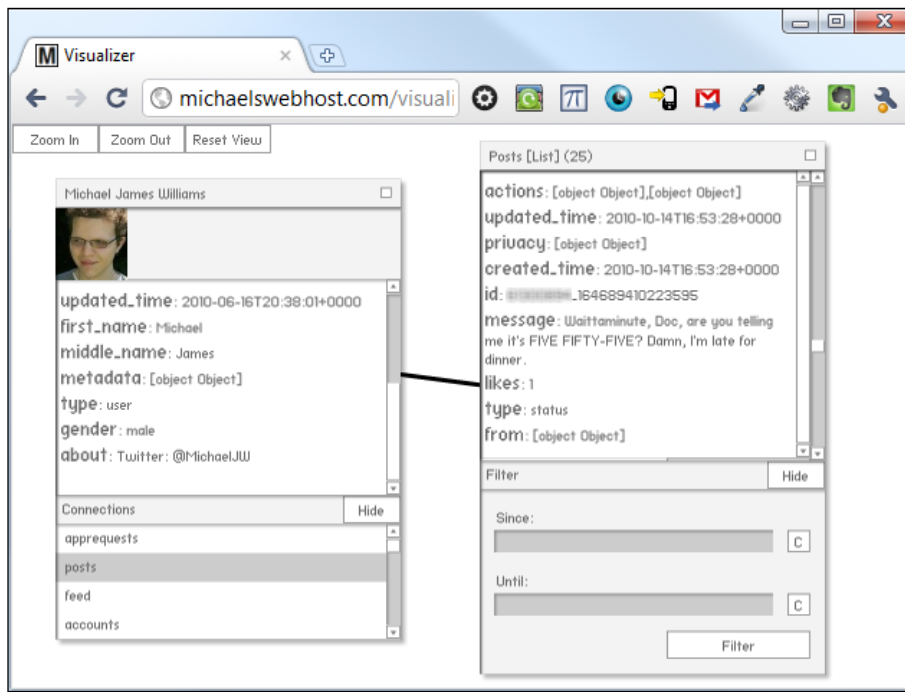 M Visualizer
michaelswebhost.com/visuali
Zoom In Zoom Out Reset View
Michael James Williams
updated_time: 2010-06-16T20:38:01+0000
first_name: Michael
middle_name: James
metadata: [object Object]
type: user
gender: male
about: Twitter: @MichaelJW
Connections Hide
apprequests
posts
feed
accounts
Posts [List] (25)
actions: [object Object],[object Object]
updated_time: 2010-10-14T16:53:28+0000
privacy: [object Object]
created_time: 2010-10-14T16:53:28+0000
id: _164689410223595
message: Waittaminute, Doc, are you telling
me it's FIVE FIFTY-FIVE? Damn, I'm late for
dinner.
likes: 1
type: status
from: [object Object]
Filter Hide
Since:
C
Until:
C
Filter